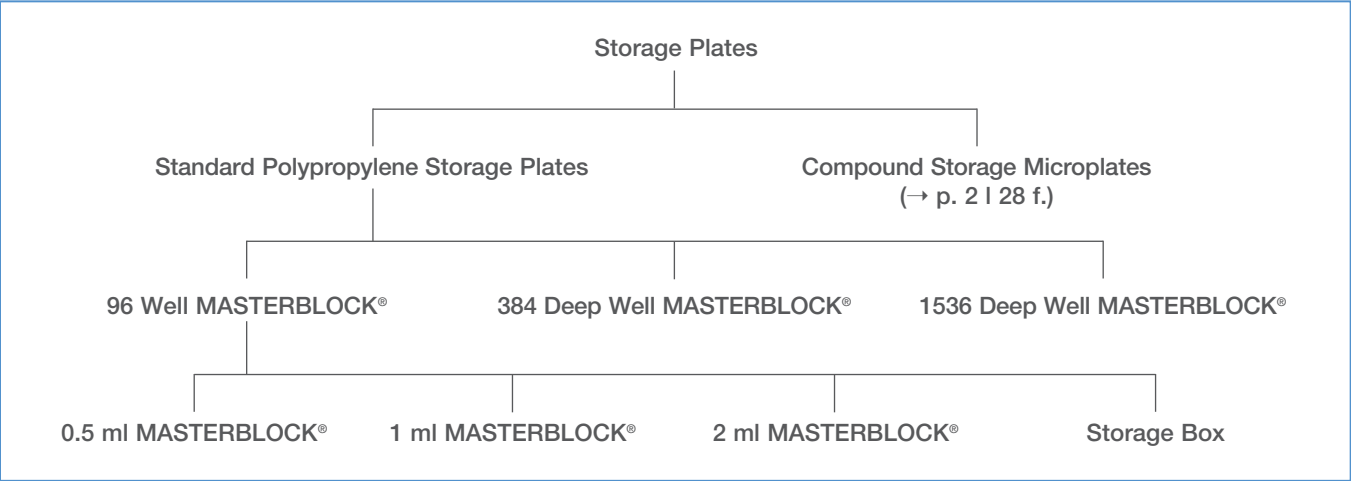 Storage Plates
Standard Polypropylene Storage Plates
Compound Storage Microplates
(→ p. 2 I 28 f.)
96 Well MASTERBLOCK®
384 Deep Well MASTERBLOCK®
1536 Deep Well MASTERBLOCK®
0.5 ml MASTERBLOCK®
1 ml MASTERBLOCK®
2 ml MASTERBLOCK®
Storage Box